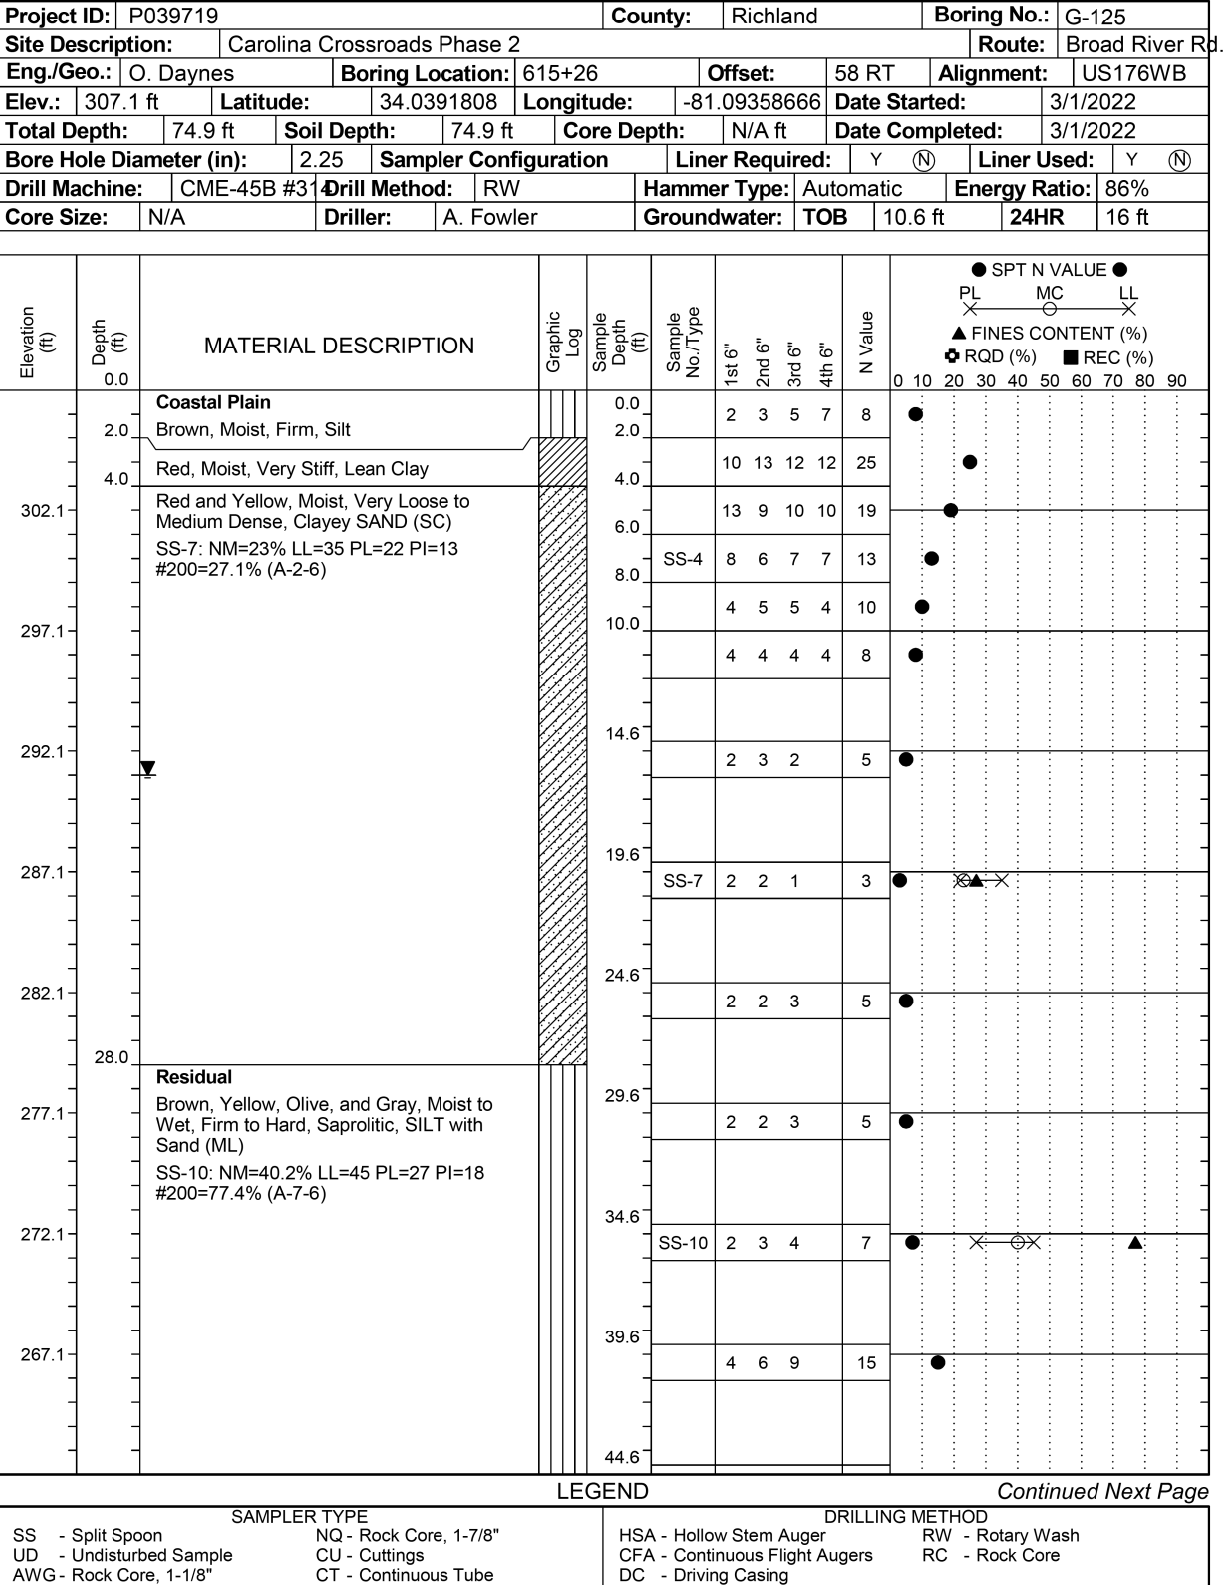 Project ID: P039719 County: Richland Boring No.: G-125
Site Description: Carolina Crossroads Phase 2 Route: Broad River Rd.
Eng./Geo.: O. Daynes Boring Location: 615+26 Offset: 58 RT Alignment: US176WB
Elev.: 307.1 ft Latitude: 34.0391808 Longitude: -81.09358666 Date Started: 3/1/2022
Total Depth: 74.9 ft Soil Depth: 74.9 ft Core Depth: N/A ft Date Completed: 3/1/2022
Bore Hole Diameter (in): 2.25 Sampler Configuration Liner Required: Y N Liner Used: Y N
Drill Machine: CME-45B #314 Drill Method: RW Hammer Type: Automatic Energy Ratio: 86%
Core Size: N/A Driller: A. Fowler Groundwater: TOB 10.6 ft 24HR 16 ft
Elevation (ft) Depth (ft) MATERIAL DESCRIPTION Graphic Log Sample Depth (ft) Sample No./Type 1st 6" 2nd 6" 3rd 6" 4th 6" N Value
SPT N VALUE
PL MC LL
FINES CONTENT (%)
RQD (%) REC (%)
0.0 0 10 20 30 40 50 60 70 80 90
Coastal Plain 0.0
2 3 5 7 8
2.0 Brown, Moist, Firm, Silt 2.0
Red, Moist, Very Stiff, Lean Clay 10 13 12 12 25
4.0 4.0
Red and Yellow, Moist, Very Loose to
302.1 Medium Dense, Clayey SAND (SC) 13 9 10 10 19
6.0
SS-7: NM=23% LL=35 PL=22 PI=13 SS-4 8 6 7 7 13
#200=27.1% (A-2-6) 8.0
4 5 5 4 10
10.0
297.1
4 4 4 4 8
14.6
292.1 2 3 2 5
19.6
287.1 SS-7 2 2 1 3
24.6
282.1 2 2 3 5
28.0
Residual
29.6
Brown, Yellow, Olive, and Gray, Moist to
277.1 Wet, Firm to Hard, Saprolitic, SILT with 2 2 3 5
Sand (ML)
SS-10: NM=40.2% LL=45 PL=27 PI=18
#200=77.4% (A-7-6)
34.6
272.1 SS-10 2 3 4 7
39.6
267.1 4 6 9 15
44.6
LEGEND Continued Next Page
SAMPLER TYPE DRILLING METHOD
SS - Split Spoon NQ - Rock Core, 1-7/8" HSA - Hollow Stem Auger RW - Rotary Wash
UD - Undisturbed Sample CU - Cuttings CFA - Continuous Flight Augers RC - Rock Core
AWG - Rock Core, 1-1/8" CT - Continuous Tube DC - Driving Casing